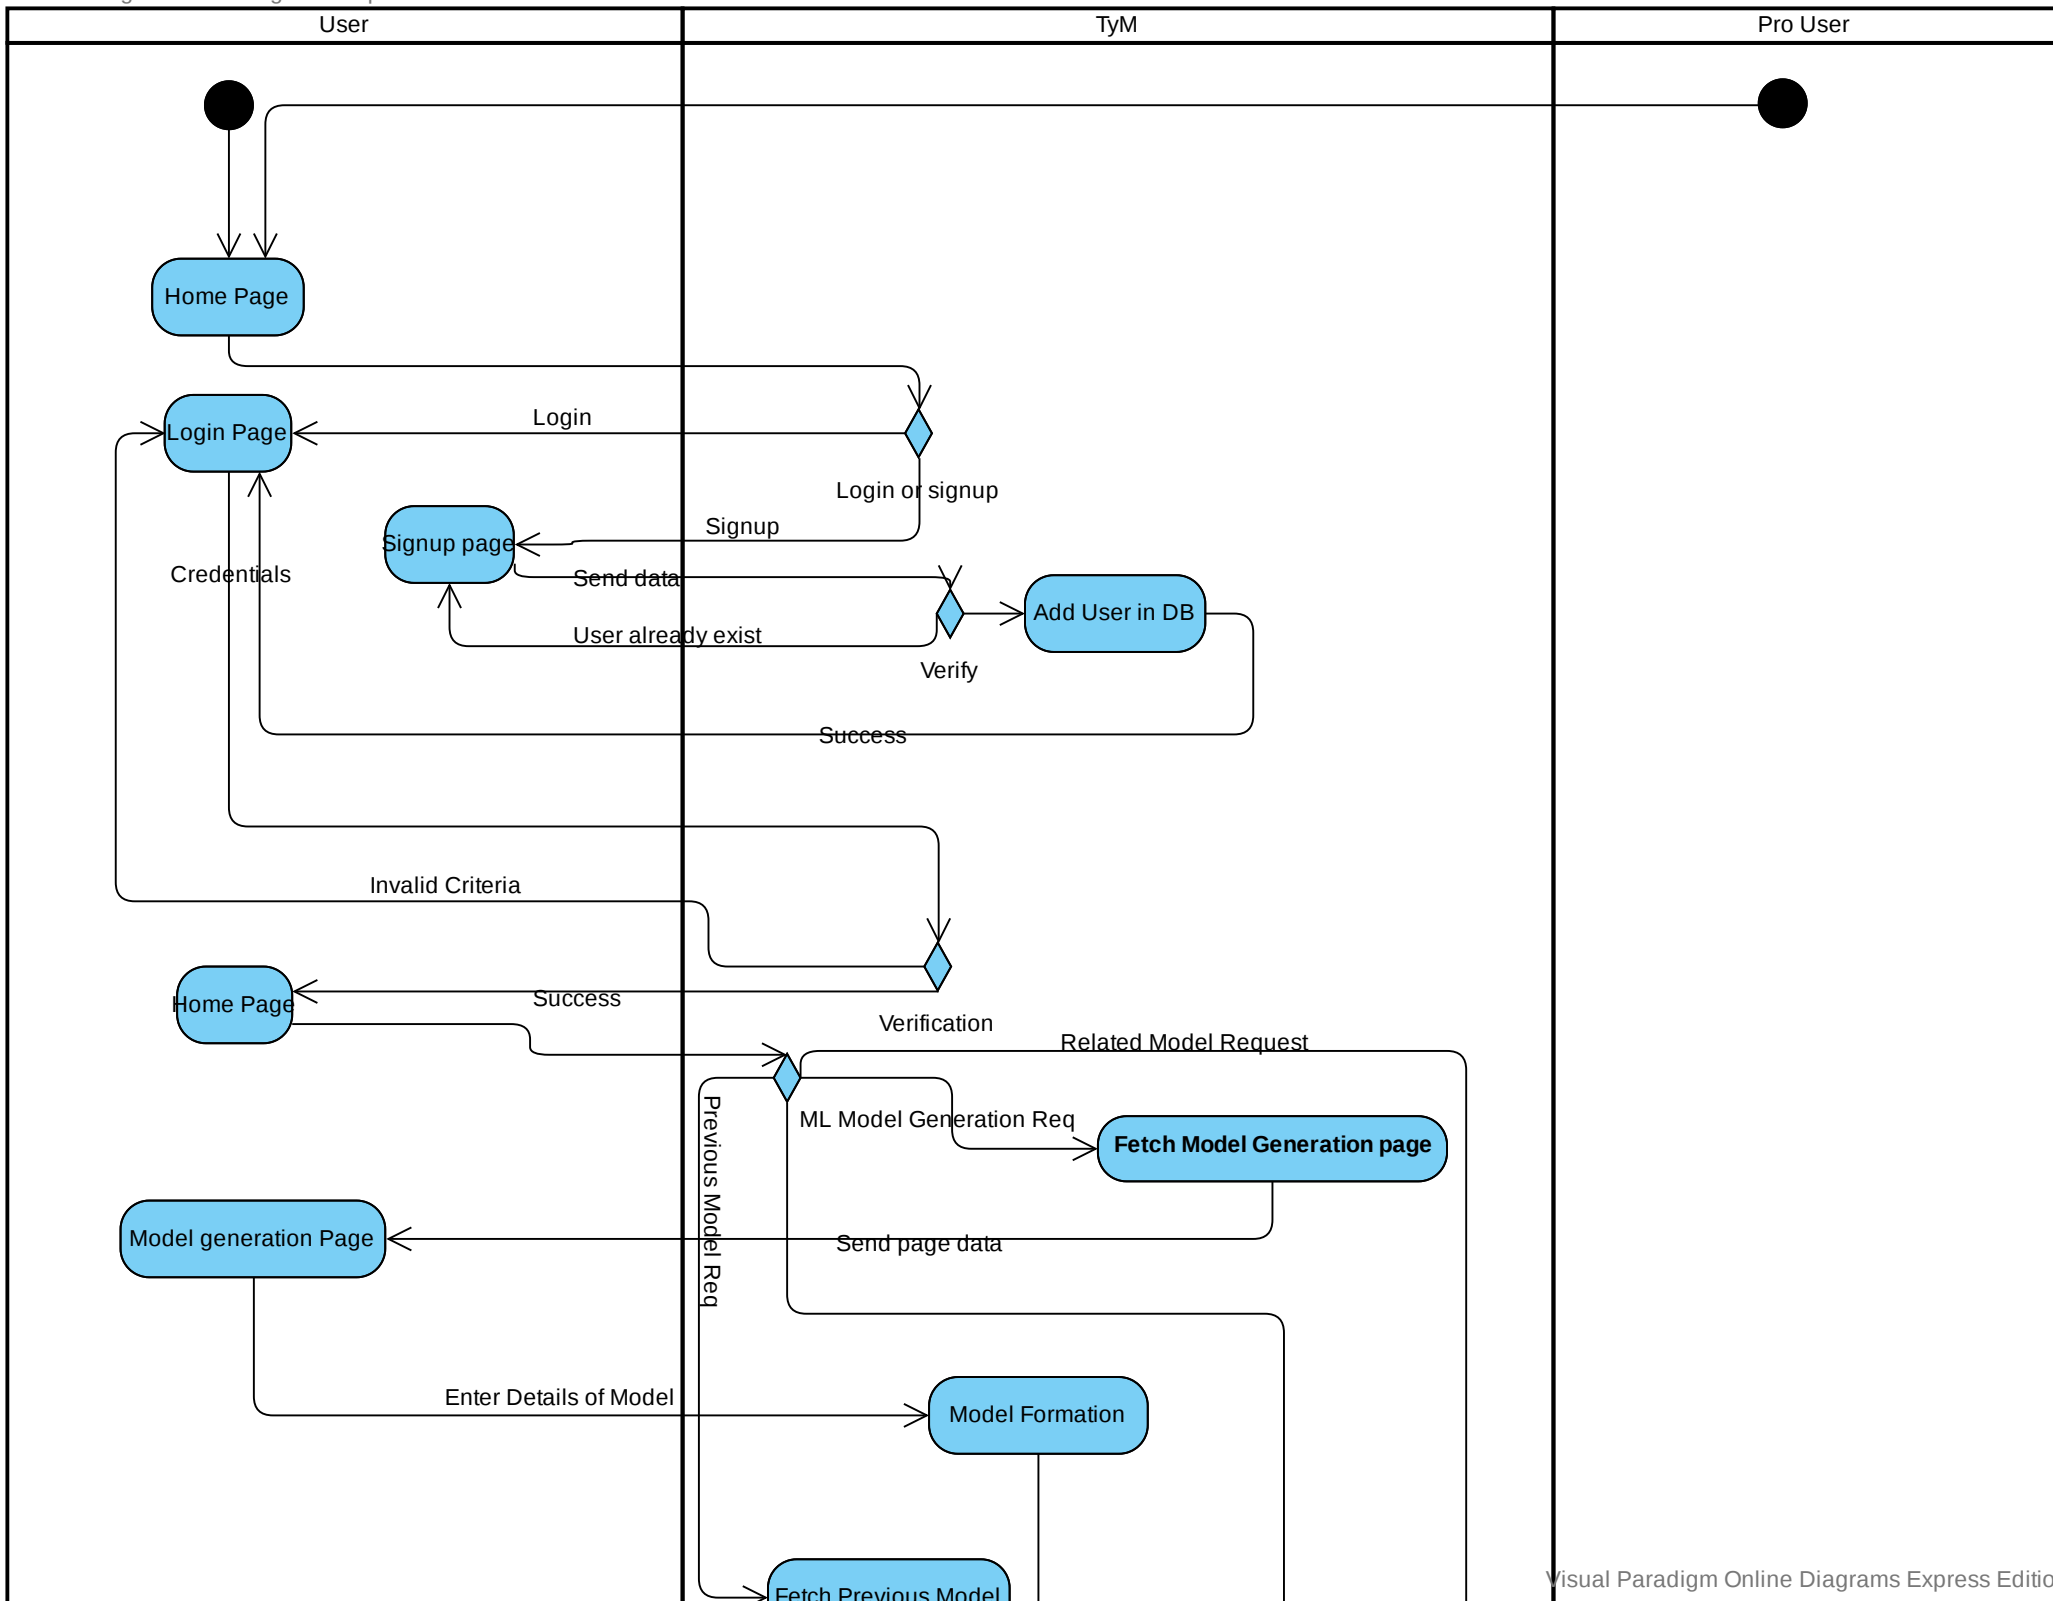 User
TyM
Pro User
Home Page
Login
Login Page
Login or signup
Signup
Signup page
Credentials
Send data
Add User in DB
User already exist
Verify
Success
Invalid Criteria
Home Page
Success
Verification
Related Model Request
ML Model Generation Req
Fetch Model Generation page
Previous Model Req
Model generation Page
Send page data
Enter Details of Model
Model Formation
Fetch Previous Model
Visual Paradigm Online Diagrams Express Editio